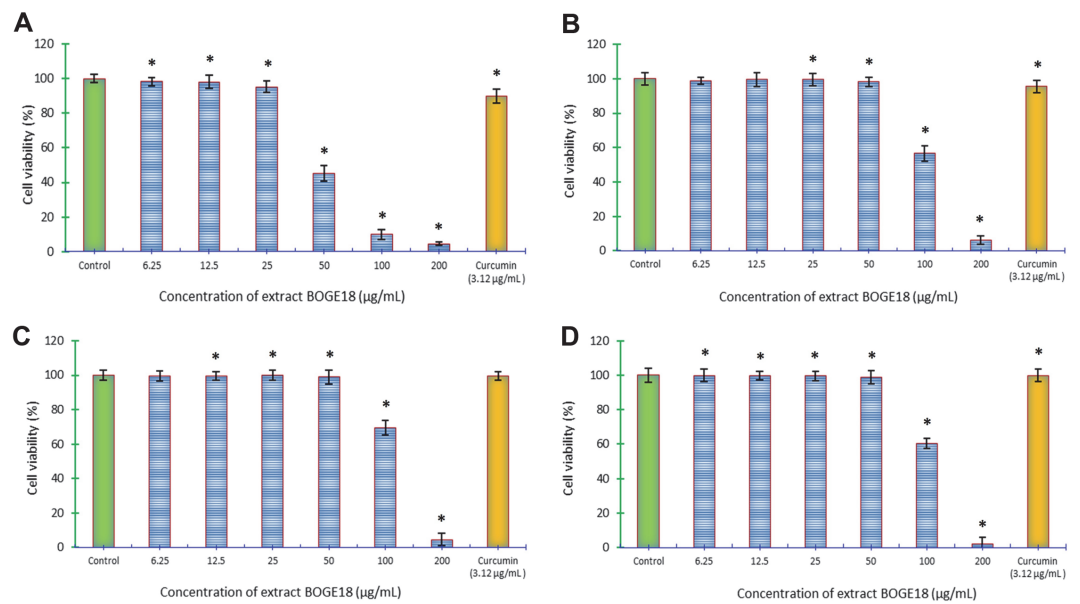 A
Cell viability (%)
120
100
80
60
40
20
0
* * * * * * *
Control 6.25 12.5 25 50 100 200 Curcumin
(3.12 µg/mL)
Concentration of extract BOGE18 (µg/mL)
B
Cell viability (%)
120
100
80
60
40
20
0
* * * * *
Control 6.25 12.5 25 50 100 200 Curcumin
(3.12 µg/mL)
Concentration of extract BOGE18 (µg/mL)
C
Cell viability (%)
120
100
80
60
40
20
0
* * * * *
Control 6.25 12.5 25 50 100 200 Curcumin
(3.12 µg/mL)
Concentration of extract BOGE18 (µg/mL)
D
Cell viability (%)
120
100
80
60
40
20
0
* * * * * * *
Control 6.25 12.5 25 50 100 200 Curcumin
(3.12 µg/mL)
Concentration of extract BOGE18 (µg/mL)